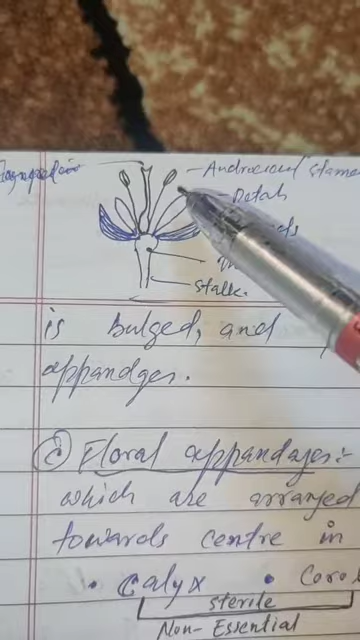 Androecium/stamen
Petals
Stalk.
is bulged, and
appandges.
© Floral appandages:-
which are arranged
towards centre in
• Calyx • Coro
sterile
Non-Essential